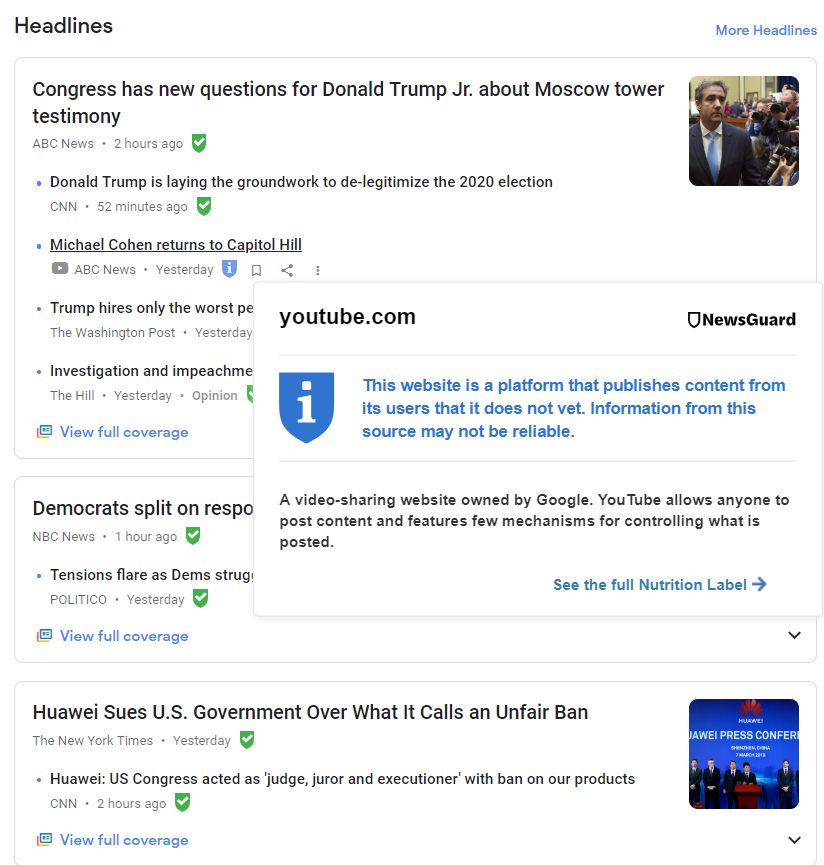 Headlines
More Headlines
Congress has new questions for Donald Trump Jr. about Moscow tower
testimony
ABC News • 2 hours ago
• Donald Trump is laying the groundwork to de-legitimize the 2020 election
CNN • 52 minutes ago
• Michael Cohen returns to Capitol Hill
ABC News • Yesterday
• Trump hires only the worst pe
The Washington Post • Yesterday
• Investigation and impeachme
The Hill • Yesterday • Opinion
View full coverage
youtube.com
NewsGuard
This website is a platform that publishes content from
its users that it does not vet. Information from this
source may not be reliable.
A video-sharing website owned by Google. YouTube allows anyone to
post content and features few mechanisms for controlling what is
posted.
See the full Nutrition Label
Democrats split on respo
NBC News • 1 hour ago
• Tensions flare as Dems strugg
POLITICO • Yesterday
View full coverage
Huawei Sues U.S. Government Over What It Calls an Unfair Ban
The New York Times • Yesterday
• Huawei: US Congress acted as 'judge, juror and executioner' with ban on our products
CNN • 2 hours ago
View full coverage
HUAWEI
UAWEI PRESS CONFERE
SHENZHEN, CHINA
7 MARCH 2019